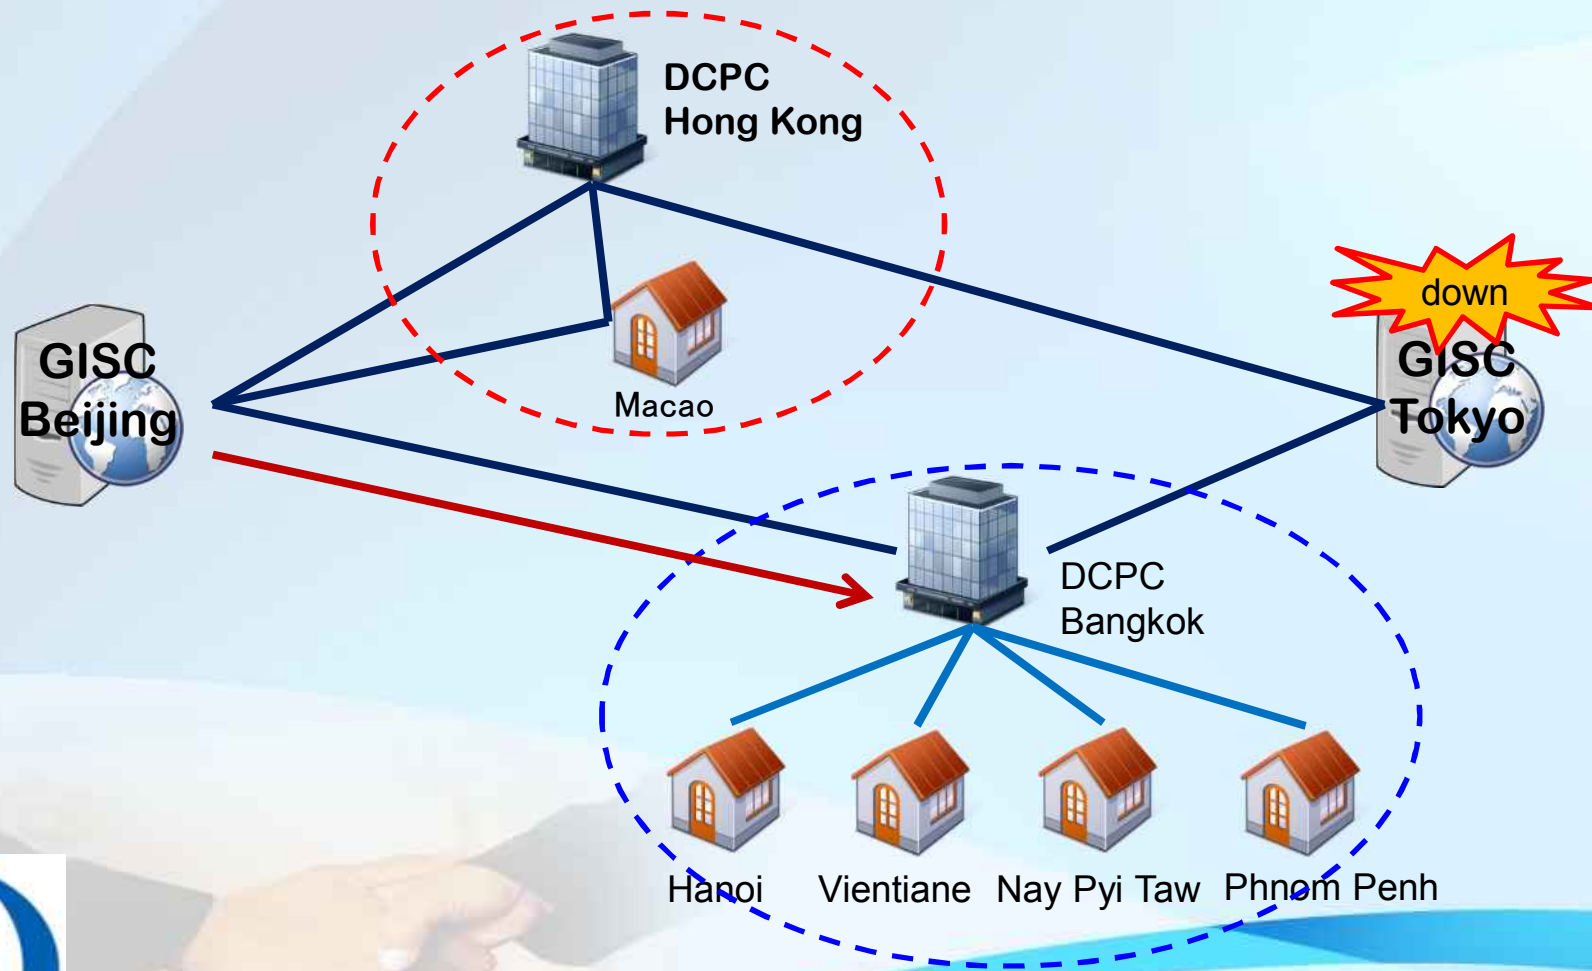 DCPC
Hong Kong
down
GISC
Beijing
Macao
GISC
Tokyo
DCPC
Bangkok
Hanoi
Vientiane
Nay Pyi Taw
Phnom Penh